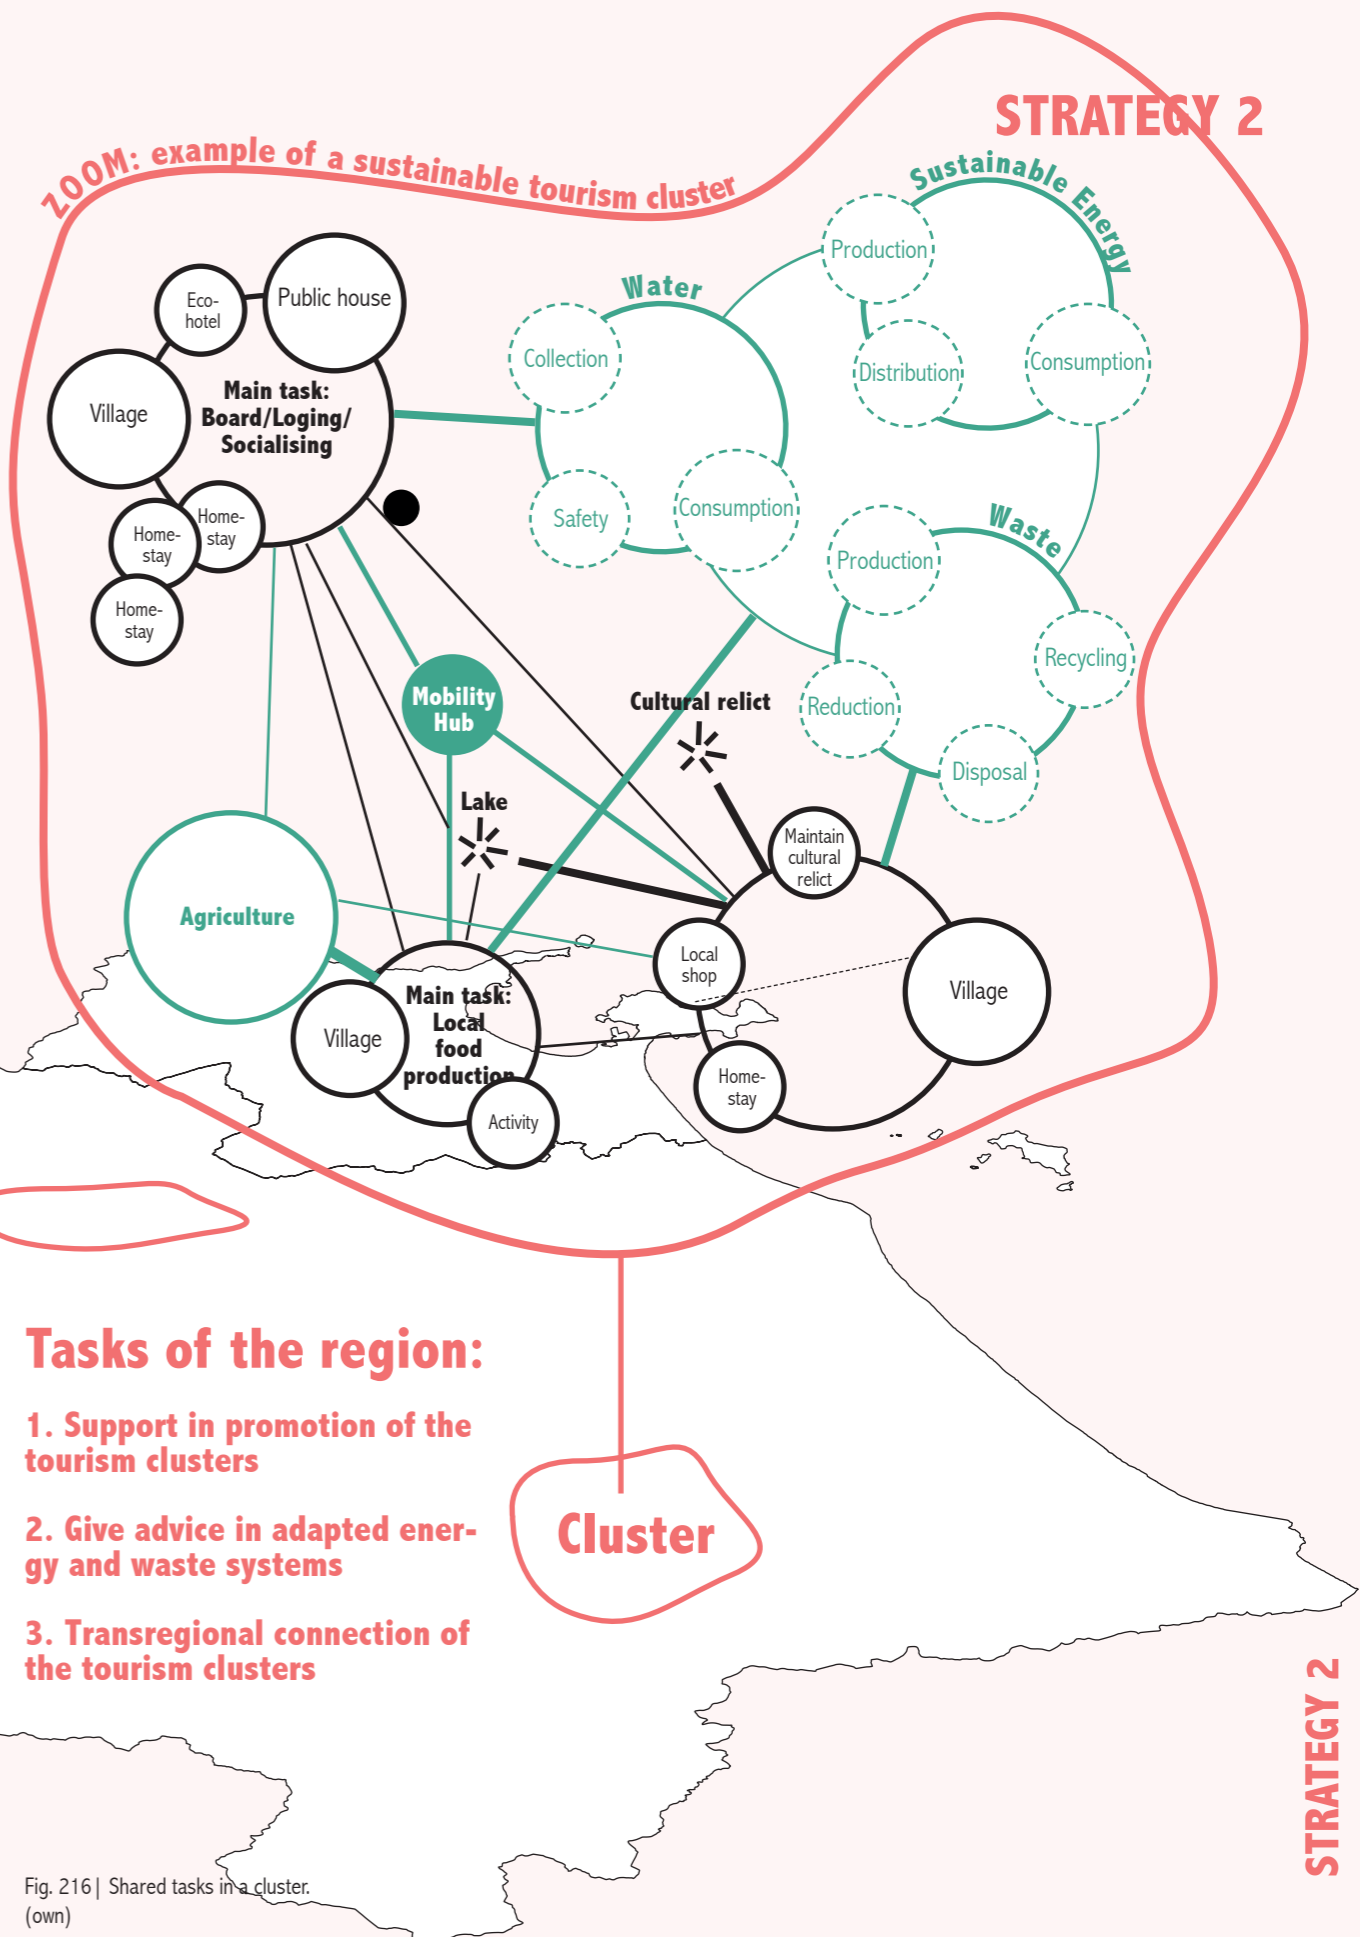 STRATEGY 2
ZOOM: example of a sustainable tourism cluster
Sustainable Energy
Production
Distribution
Consumption
Water
Collection
Safety
Consumption
Waste
Production
Recycling
Reduction
Disposal
Eco-
hotel
Public house
Village
Main task:
Board/Loging/
Socialising
Home-
stay
Home-
stay
Home-
stay
Mobility
Hub
Cultural relict
Lake
Maintain
cultural
relict
Agriculture
Local
shop
Village
Main task:
Local
food
production
Village
Home-
stay
Activity
Tasks of the region:
1. Support in promotion of the
tourism clusters
2. Give advice in adapted ener-
gy and waste systems
3. Transregional connection of
the tourism clusters
Cluster
STRATEGY 2
Fig. 216| Shared tasks in a cluster.
(own)